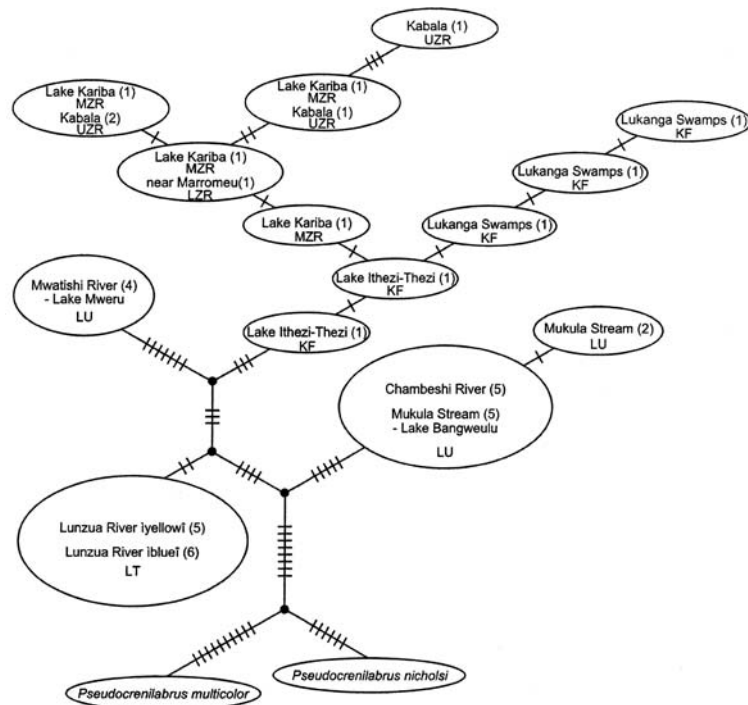 Kabala (1)
UZR
Lake Kariba (1)
MZR
Kabala (2)
UZR
Lake Kariba (1)
MZR
Kabala (1)
UZR
Lukanga Swamps (1)
KF
Lake Kariba (1)
MZR
near Marromeu(1)
LZR
Lukanga Swamps (1)
KF
Lake Kariba (1)
MZR
Lukanga Swamps (1)
KF
Mwatishi River (4)
- Lake Mweru
LU
Lake Ithezi-Thezi (1)
KF
Lake Ithezi-Thezi (1)
KF
Mukula Stream (2)
LU
Chambeshi River (5)
Mukula Stream (5)
- Lake Bangweulu
LU
Lunzua River ìyellowî (5)
Lunzua River ìblueî (6)
LT
Pseudocrenilabrus multicolor
Pseudocrenilabrus nicholsi